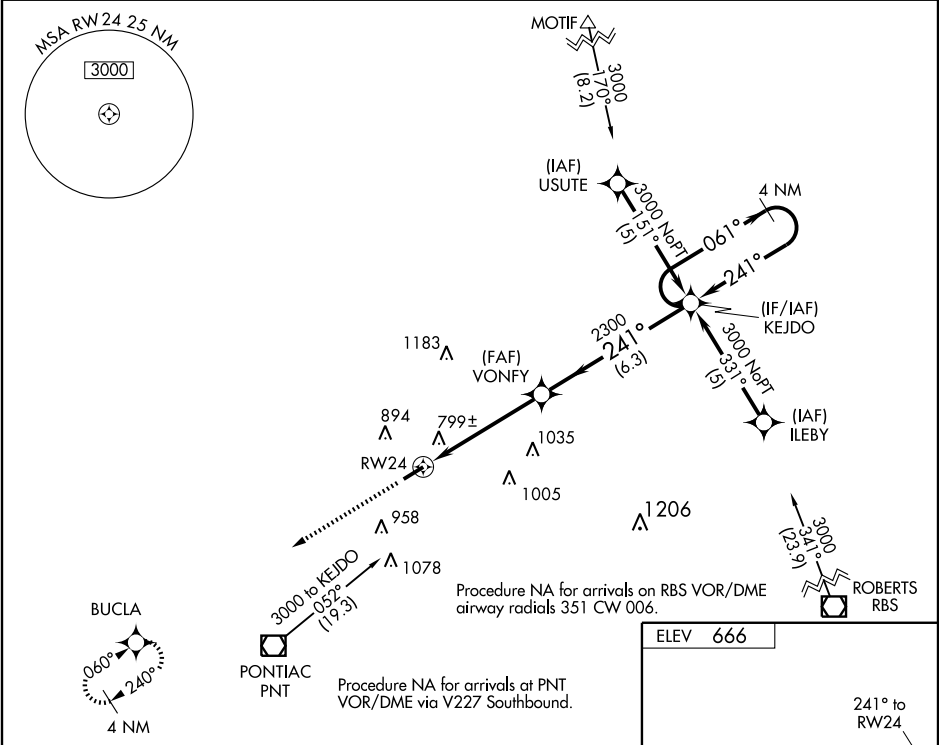 MSA RW24 25 NM
3000
MOTIF
3000
170°
(8.2)
(IAF)
USUTE
3000 NoPT
151°
(5)
4 NM
061°
241°
(IF/IAF)
KEJDO
2300
241°
(6.3)
3000 NoPT
331°
(5)
(IAF)
ILEBY
1183
(FAF)
VONFY
894
799±
1035
RW24
1005
958
1206
1078
3000 to KEJDO
052°
(19.3)
3000
341°
(23.9)
ROBERTS
RBS
Procedure NA for arrivals on RBS VOR/DME
airway radials 351 CW 006.
BUCLA
060°
240°
4 NM
PONTIAC
PNT
Procedure NA for arrivals at PNT
VOR/DME via V227 Southbound.
ELEV 666
241° to
RW24